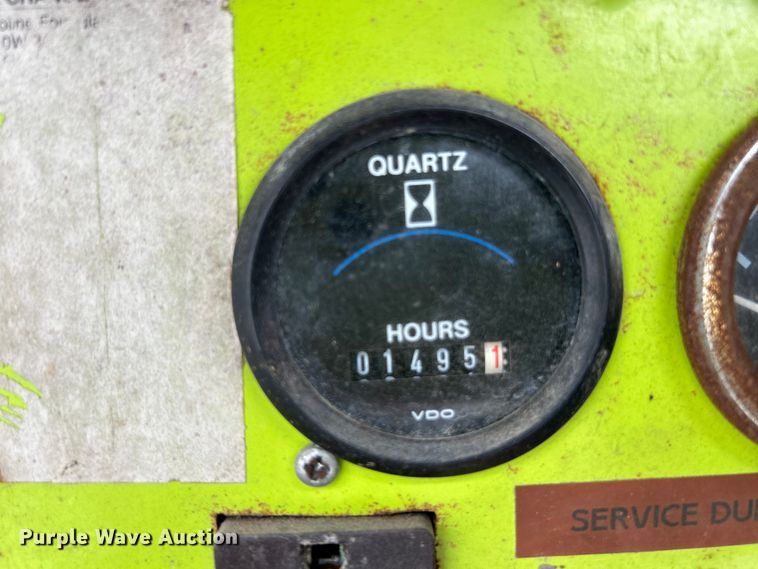 QUARTZ
HOURS
014951
VDO
SERVICE DU
Purple Wave Auction